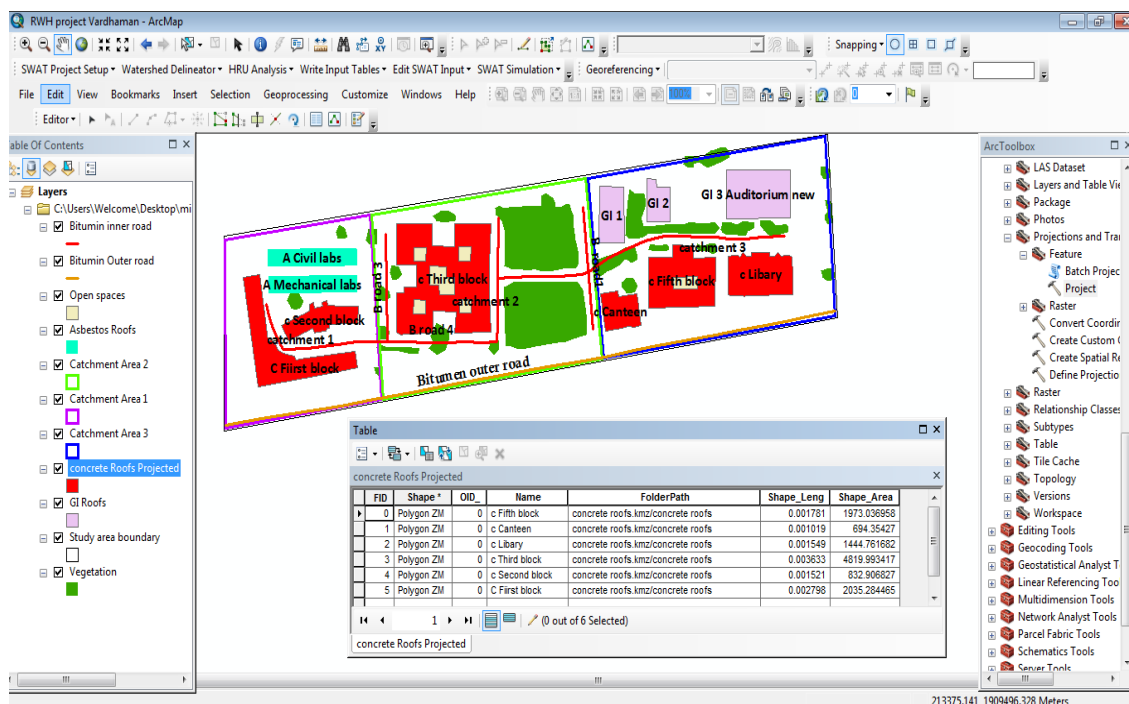 RWH project Vardhaman - ArcMap
Snapping
SWAT Project Setup Watershed Delineator HRU Analysis Write Input Tables Edit SWAT Input SWAT Simulation Georeferencing
File Edit View Bookmarks Insert Selection Geoprocessing Customize Windows Help 100% 0
Editor
able Of Contents
Layers
C:\Users\Welcome\Desktop\mi
Bitumin inner road
Bitumin Outer road
Open spaces
Asbestos Roofs
Catchment Area 2
Catchment Area 1
Catchment Area 3
concrete Roofs Projected
GI Roofs
Study area boundary
Vegetation
GI 1
GI 2
GI 3 Auditorium new
A Civil labs
A Mechanical labs
B road 3
c Third block
catchment 2
B road 4
c Second block
catchment 1
C Fiirst block
Bitumen outer road
catchment 3
c Fifth block
c Libary
c Canteen
Table
concrete Roofs Projected
FID Shape * OID_ Name FolderPath Shape_Leng Shape_Area
0 Polygon ZM 0 c Fifth block concrete roofs.kmz/concrete roofs 0.001781 1973.036958
1 Polygon ZM 0 c Canteen concrete roofs.kmz/concrete roofs 0.001019 694.35427
2 Polygon ZM 0 c Libary concrete roofs.kmz/concrete roofs 0.001549 1444.761682
3 Polygon ZM 0 c Third block concrete roofs.kmz/concrete roofs 0.003633 4819.993417
4 Polygon ZM 0 c Second block concrete roofs.kmz/concrete roofs 0.001521 832.906827
5 Polygon ZM 0 C Fiirst block concrete roofs.kmz/concrete roofs 0.002798 2035.284465
1 (0 out of 6 Selected)
concrete Roofs Projected
ArcToolbox
LAS Dataset
Layers and Table Vie
Package
Photos
Projections and Tran
Feature
Batch Projec
Project
Raster
Convert Coordin
Create Custom
Create Spatial Re
Define Projectio
Raster
Relationship Classes
Subtypes
Table
Tile Cache
Topology
Versions
Workspace
Editing Tools
Geocoding Tools
Geostatistical Analyst T
Linear Referencing Too
Multidimension Tools
Network Analyst Tools
Parcel Fabric Tools
Schematics Tools
Server Tools
213375.141 1909496.328 Meters